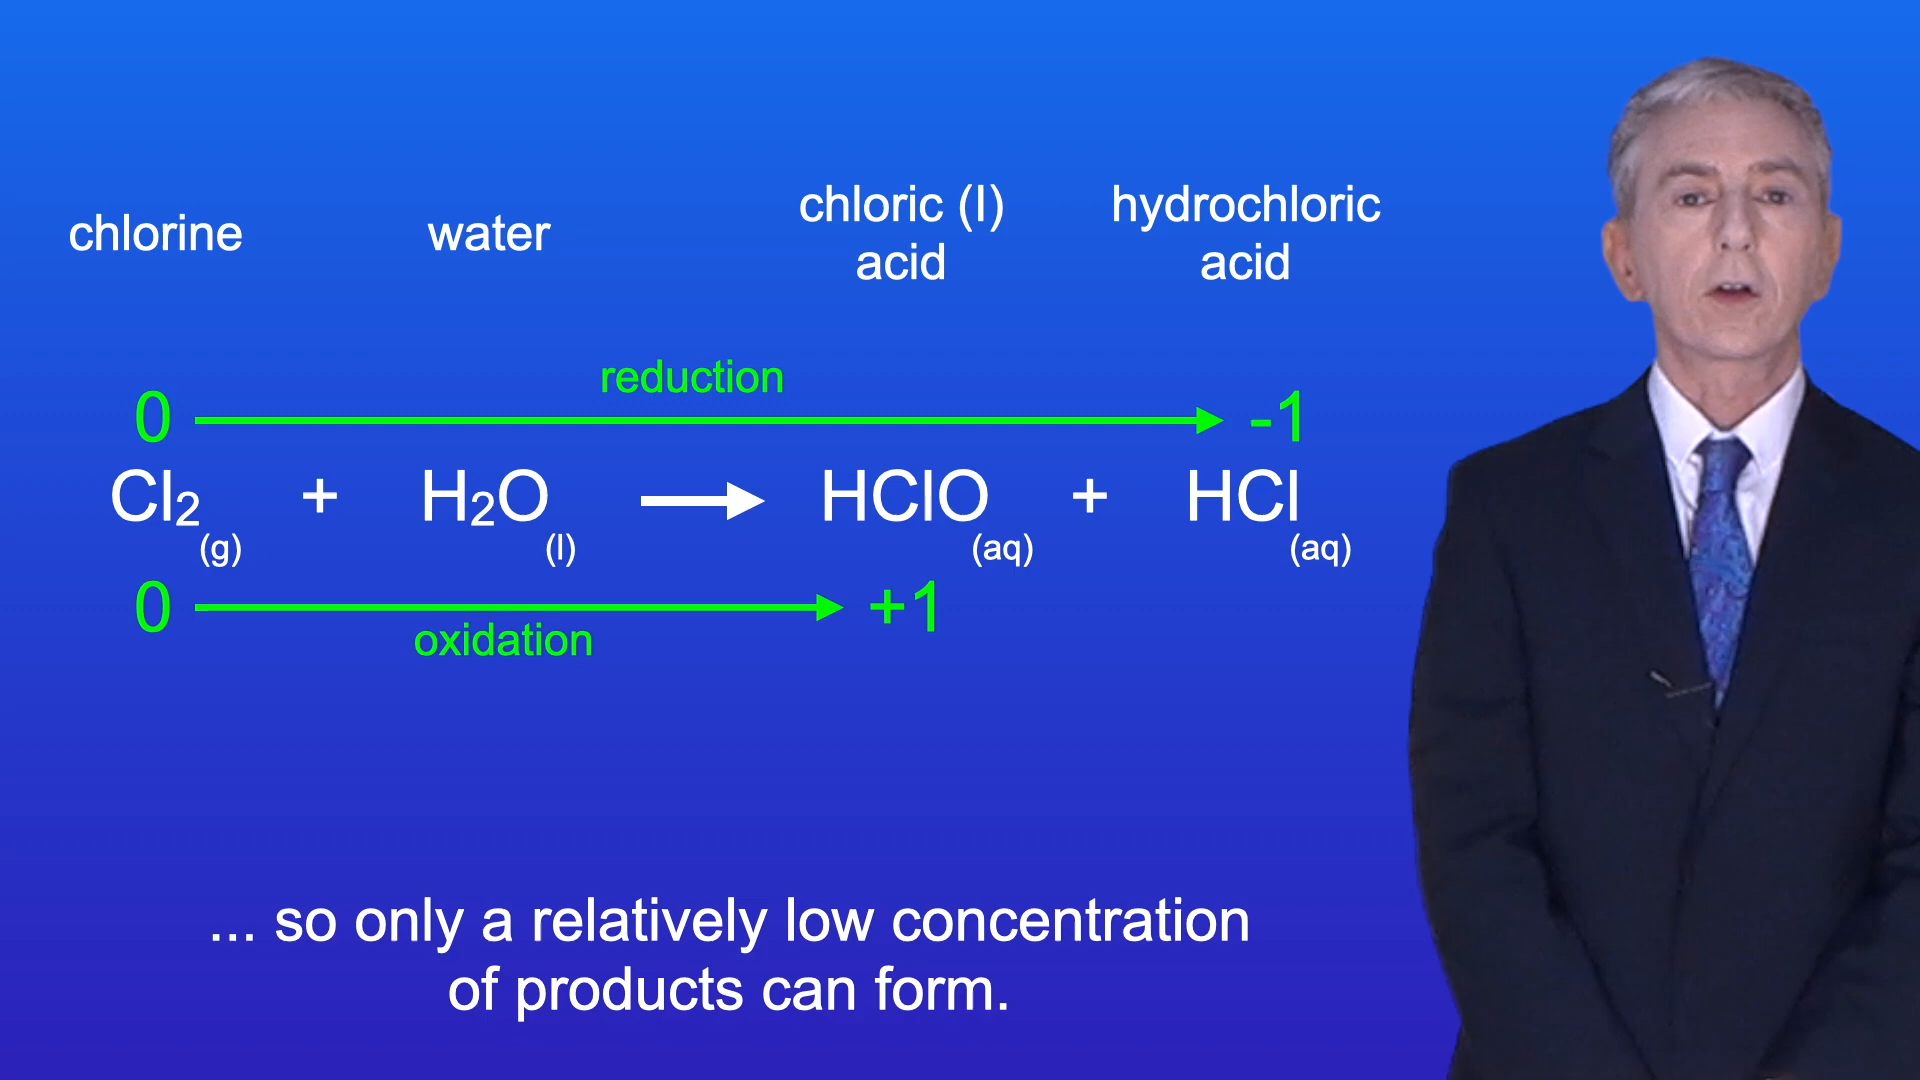 chlorine
water
chloric (I)
acid
hydrochloric
acid
reduction
0
-1
Cl2 (g) + H2O (l) → HClO (aq) + HCl (aq)
0
+1
oxidation
... so only a relatively low concentration
of products can form.